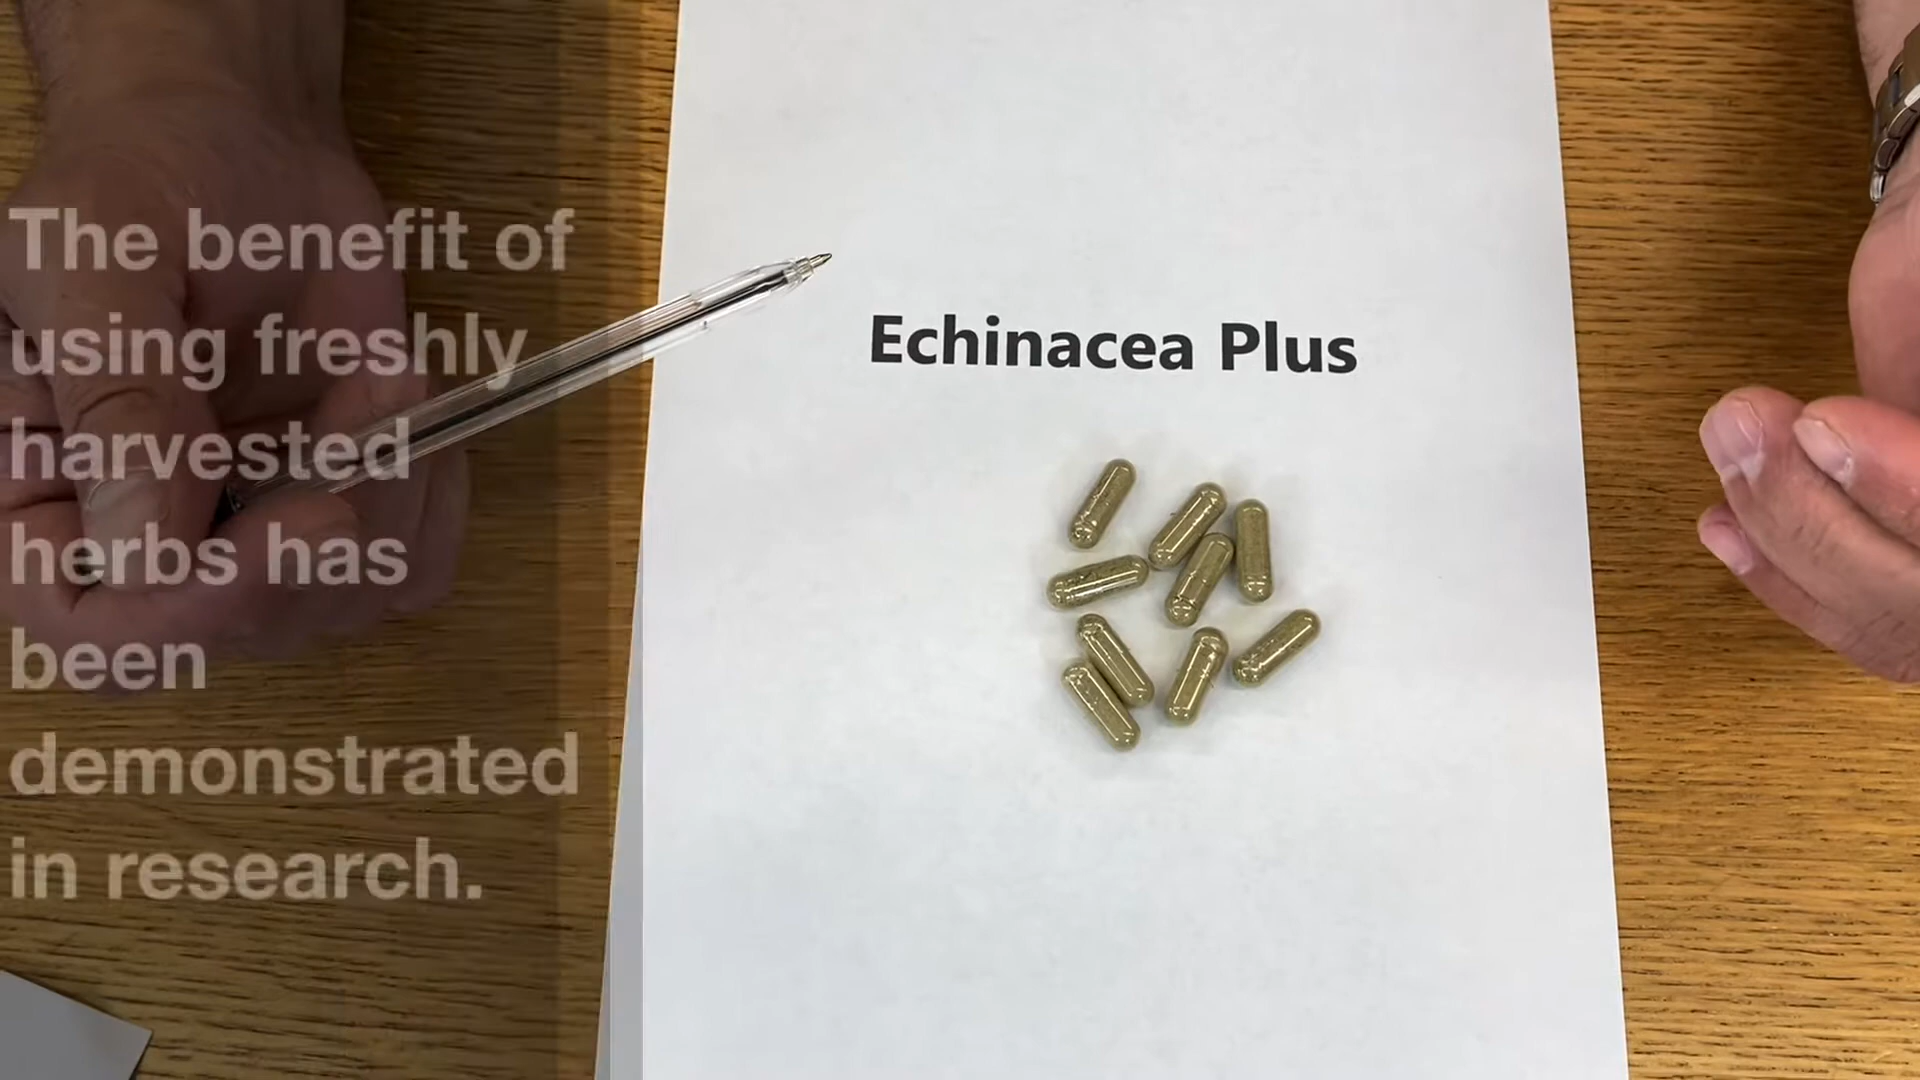 The benefit of
using freshly
harvested
herbs has
been
demonstrated
in research.
Echinacea Plus